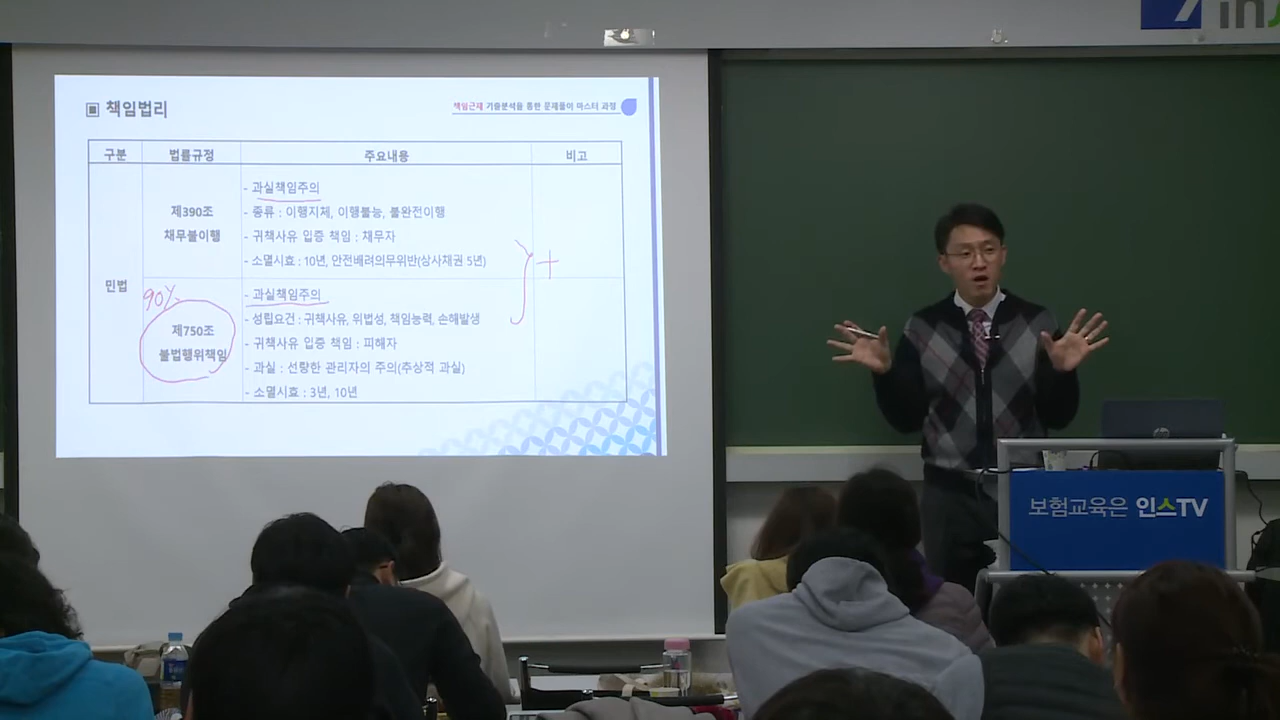 ▣ 책임법리
책임근재 기출분석을 통한 문제풀이 마스터 과정
구분 법률규정 주요내용 비고
민법
제390조
채무불이행
- 과실책임주의
- 종류 : 이행지체, 이행불능, 불완전이행
- 귀책사유 입증 책임 : 채무자
- 소멸시효 : 10년, 안전배려의무위반(상사채권 5년)
90%
제750조
불법행위책임
- 과실책임주의
- 성립요건 : 귀책사유, 위법성, 책임능력, 손해발생
- 귀책사유 입증 책임 : 피해자
- 과실 : 선량한 관리자의 주의(추상적 과실)
- 소멸시효 : 3년, 10년
+
보험교육은 인스TV
hp